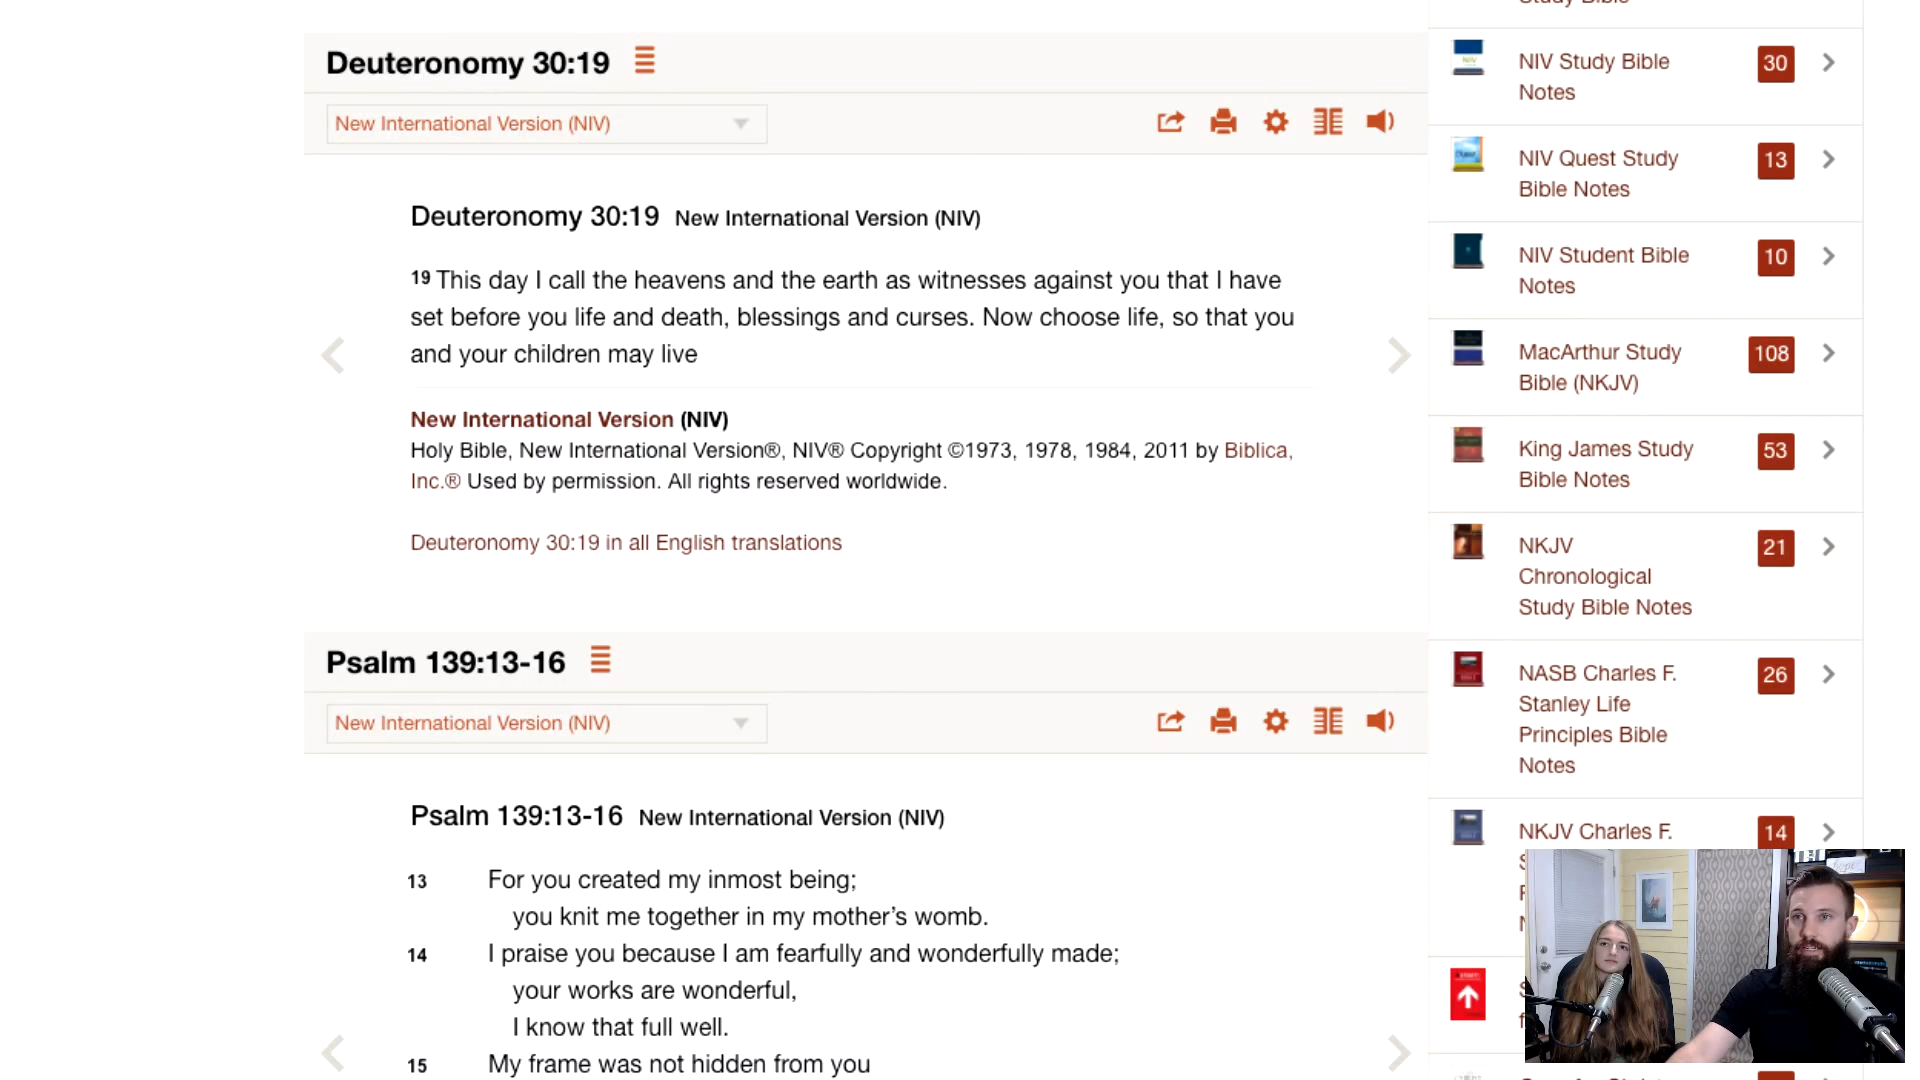 Deuteronomy 30:19
New International Version (NIV)
Deuteronomy 30:19 New International Version (NIV)
19 This day I call the heavens and the earth as witnesses against you that I have
set before you life and death, blessings and curses. Now choose life, so that you
and your children may live
New International Version (NIV)
Holy Bible, New International Version®, NIV® Copyright ©1973, 1978, 1984, 2011 by Biblica,
Inc.® Used by permission. All rights reserved worldwide.
Deuteronomy 30:19 in all English translations
Psalm 139:13-16
New International Version (NIV)
Psalm 139:13-16 New International Version (NIV)
13 For you created my inmost being;
you knit me together in my mother’s womb.
14 I praise you because I am fearfully and wonderfully made;
your works are wonderful,
I know that full well.
15 My frame was not hidden from you
Study Bible
NIV Study Bible 30
Notes
NIV Quest Study 13
Bible Notes
NIV Student Bible 10
Notes
MacArthur Study 108
Bible (NKJV)
King James Study 53
Bible Notes
NKJV 21
Chronological
Study Bible Notes
NASB Charles F. 26
Stanley Life
Principles Bible
Notes
NKJV Charles F. 14